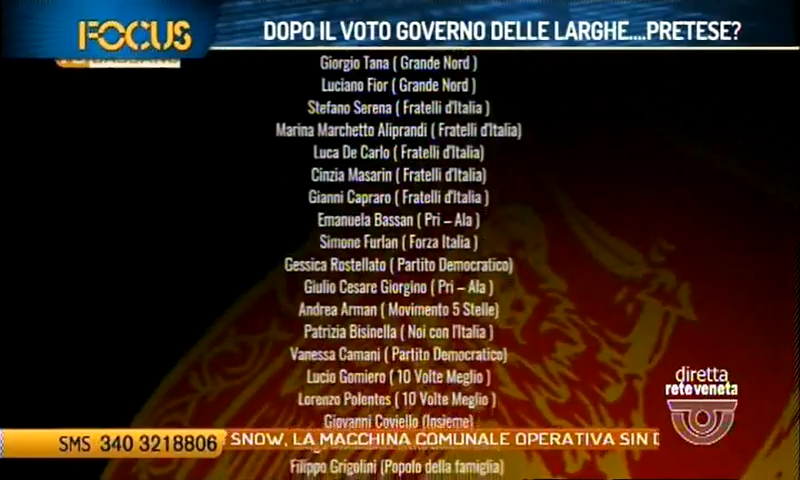 FOCUS
DOPO IL VOTO GOVERNO DELLE LARGHE....PRETESE?
Giorgio Tana ( Grande Nord )
Luciano Fior ( Grande Nord )
Stefano Serena ( Fratelli d'Italia )
Marina Marchetto Aliprandi ( Fratelli d'Italia)
Luca De Carlo ( Fratelli d'Italia)
Cinzia Masarin ( Fratelli d'Italia)
Gianni Capraro ( Fratelli d'Italia )
Emanuela Bassan ( Pri – Ala )
Simone Furlan ( Forza Italia )
Gessica Rostellato ( Partito Democratico)
Giulio Cesare Giorgino ( Pri – Ala )
Andrea Arman ( Movimento 5 Stelle)
Patrizia Bisinella ( Noi con l'Italia )
Vanessa Camani ( Partito Democratico)
Lucio Gomiero ( 10 Volte Meglio )
Lorenzo Polentes ( 10 Volte Meglio )
Giovanni Coviello (Insieme)
diretta
reteveneta
SMS 340 3218806
SNOW, LA MACCHINA COMUNALE OPERATIVA SIN D
Filippo Grigolini (Popolo della famiglia)